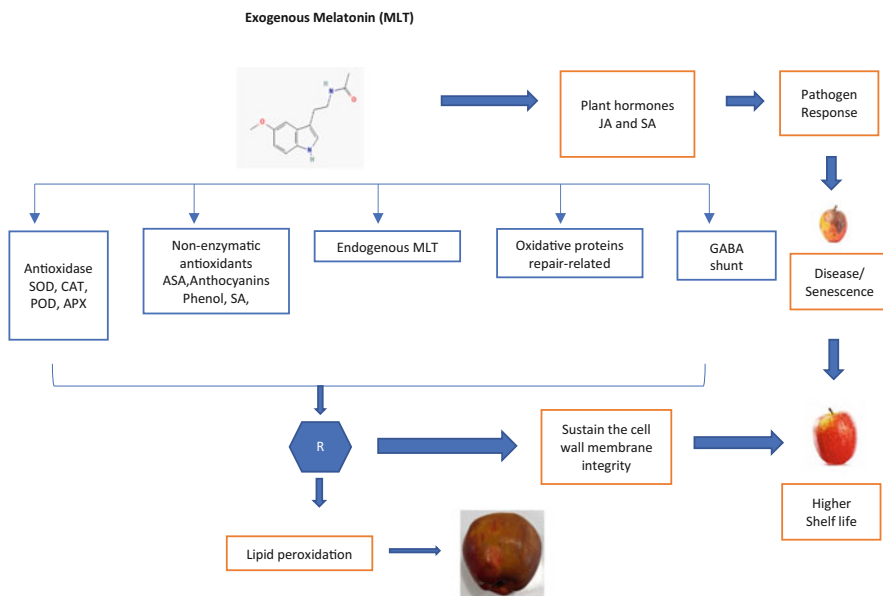 Exogenous Melatonin (MLT)
H
N
O
O
N
H
Plant hormones
JA and SA
Pathogen
Response
Antioxidase
SOD, CAT,
POD, APX
Non-enzymatic
antioxidants
ASA,Anthocyanins
Phenol, SA,
Endogenous MLT
Oxidative proteins
repair-related
GABA
shunt
Disease/
Senescence
R
Sustain the cell
wall membrane
integrity
Higher
Shelf life
Lipid peroxidation